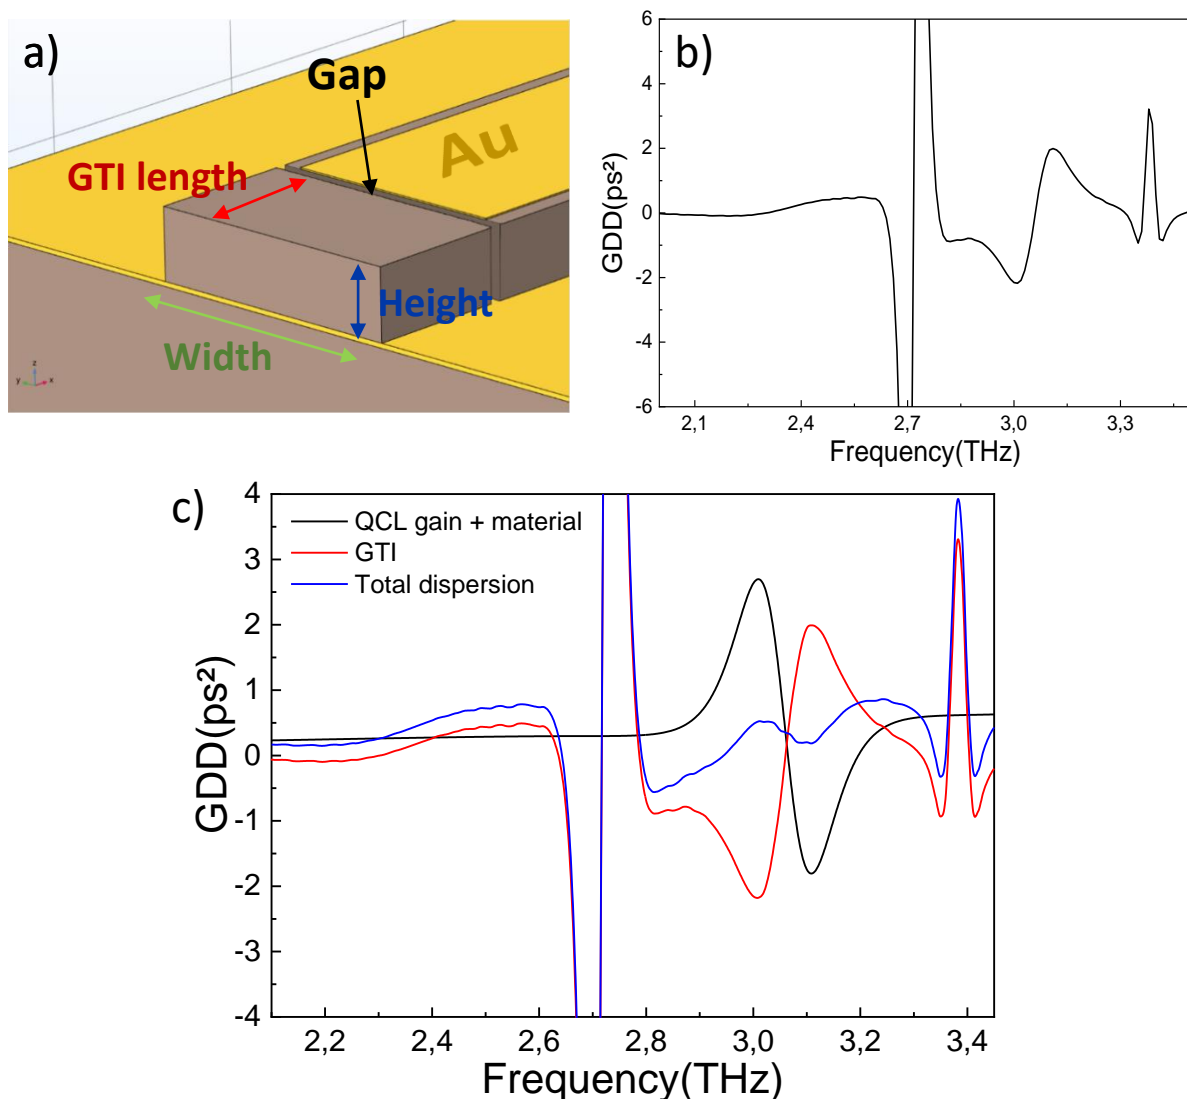 a)
Gap
Au
GTI length
Height
Width
z
y
x
b)
GDD(ps²)
6
4
2
0
-2
-4
-6
2,1
2,4
2,7
3,0
3,3
Frequency(THz)
c)
QCL gain + material
GTI
Total dispersion
GDD(ps²)
4
3
2
1
0
-1
-2
-3
-4
2,2
2,4
2,6
2,8
3,0
3,2
3,4
Frequency(THz)